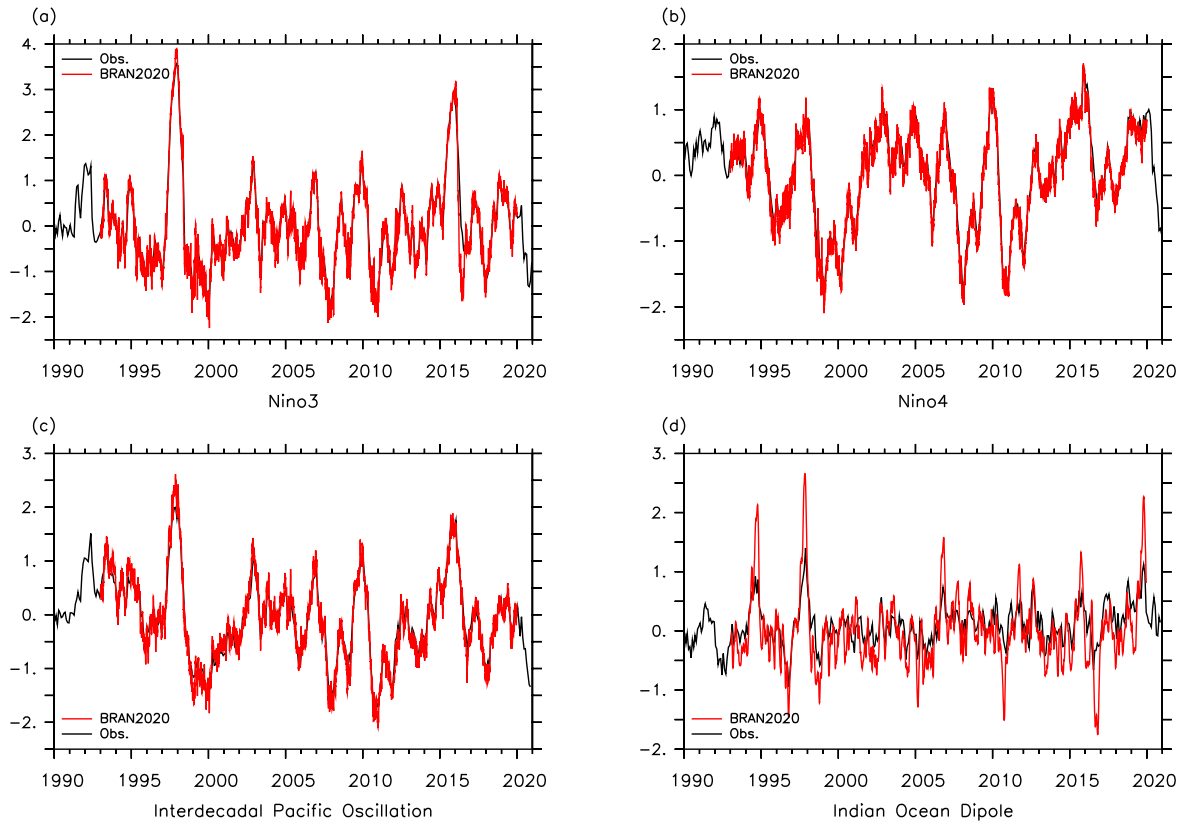 (a)
4.
3.
2.
1.
0.
−1.
−2.
Obs.
BRAN2020
1990 1995 2000 2005 2010 2015 2020
Nino3
(b)
2.
1.
0.
−1.
−2.
Obs.
BRAN2020
1990 1995 2000 2005 2010 2015 2020
Nino4
(c)
3.
2.
1.
0.
−1.
−2.
BRAN2020
Obs.
1990 1995 2000 2005 2010 2015 2020
Interdecadal Pacific Oscillation
(d)
3.
2.
1.
0.
−1.
−2.
BRAN2020
Obs.
1990 1995 2000 2005 2010 2015 2020
Indian Ocean Dipole